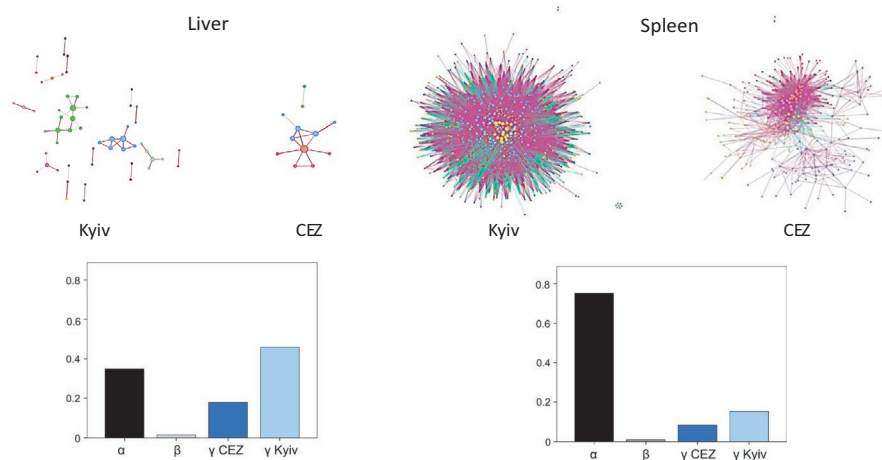 Liver
Spleen
Kyiv
CEZ
Kyiv
CEZ
0.8
0.6
0.4
0.2
0
α
β
γ CEZ
γ Kyiv
0.8
0.6
0.4
0.2
0
α
β
γ CEZ
γ Kyiv